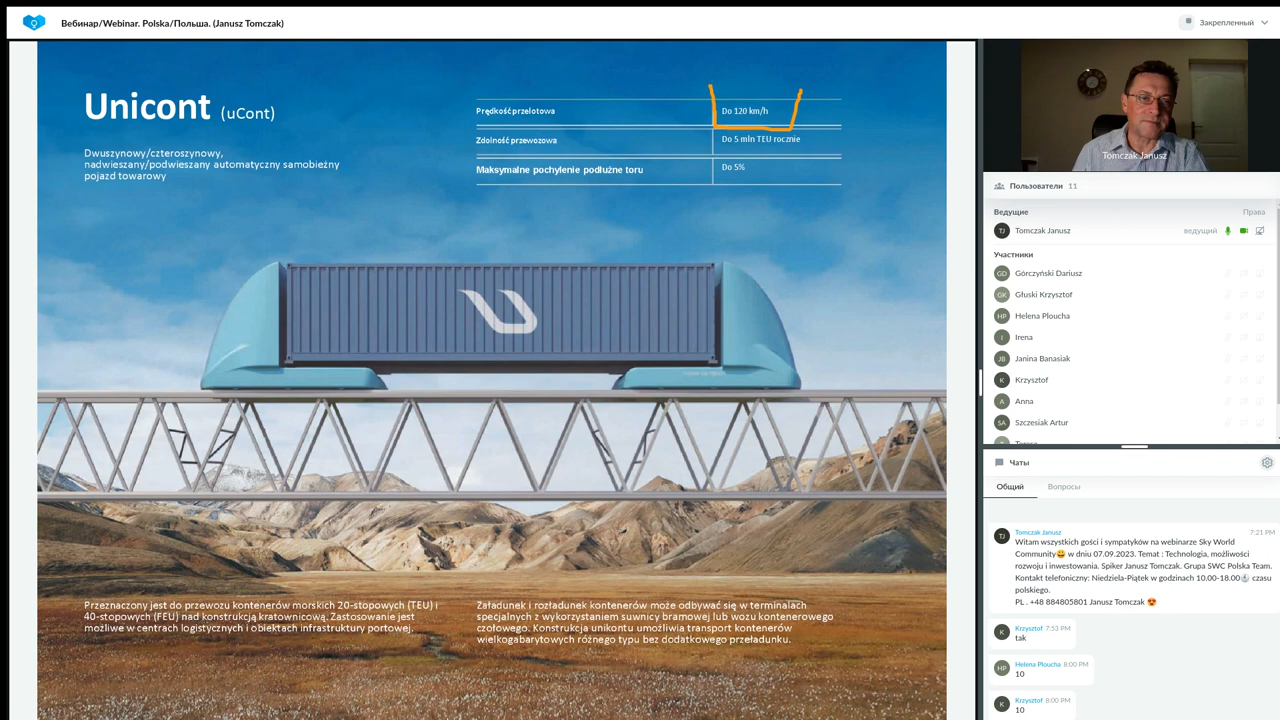 Вебинар/Webinar. Polska/Польша. (Janusz Tomczak)
Закрепленный
Unicont (uCont)
Dwuszynowy/czteroszynowy,
nadwieszany/podwieszany automatyczny samobieżny
pojazd towarowy
Prędkość przelotowa
Do 120 km/h
Zdolność przewozowa
Do 5 mln TEU rocznie
Maksymalne pochylenie podłużne toru
Do 5%
Przeznaczony jest do przewozu kontenerów morskich 20-stopowych (TEU) i
40-stopowych (FEU) nad konstrukcją kratownicową. Zastosowanie jest
możliwe w centrach logistycznych i obiektach infrastruktury portowej.
Załadunek i rozładunek kontenerów może odbywać się w terminalach
specjalnych z wykorzystaniem suwnicy bramowej lub wozu kontenerowego
czołowego. Konstrukcja unikontu umożliwia transport kontenerów
wielkogabarytowych różnego typu bez dodatkowego przeładunku.
Tomczak Janusz
Пользователи 11
Ведущие
Права
TJ Tomczak Janusz ведущий
Участники
GD Górczyński Dariusz
GK Głuski Krzysztof
HP Helena Ploucha
I Irena
JB Janina Banasiak
K Krzysztof
A Anna
SA Szczesiak Artur
Чаты
Общий
Вопросы
TJ Tomczak Janusz 7:21 PM
Witam wszystkich gości i sympatyków na webinarze Sky World
Community😀 w dniu 07.09.2023. Temat : Technologia, możliwości
rozwoju i inwestowania. Spiker Janusz Tomczak. Grupa SWC Polska Team.
Kontakt telefoniczny: Niedziela-Piątek w godzinach 10.00-18.00 czasu
polskiego.
PL . +48 884805801 Janusz Tomczak 😍
K Krzysztof 7:53 PM
tak
HP Helena Ploucha 8:00 PM
10
K Krzysztof 8:00 PM
10